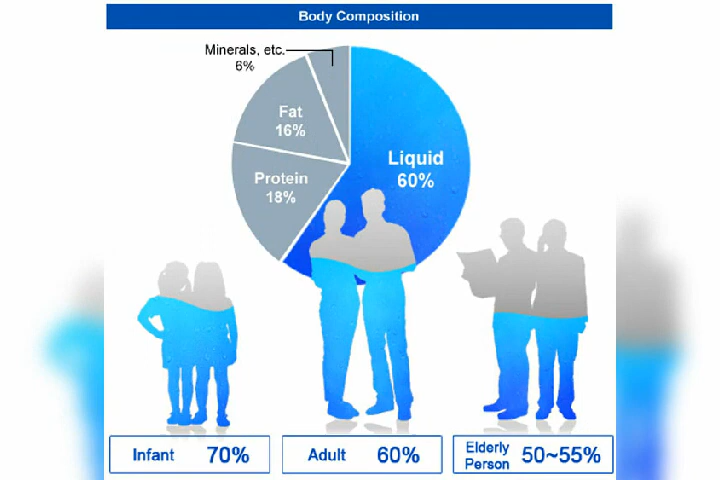 Body Composition
Minerals, etc.
6%
Fat
16%
Liquid
60%
Protein
18%
Infant 70%
Adult 60%
Elderly
Person 50~55%